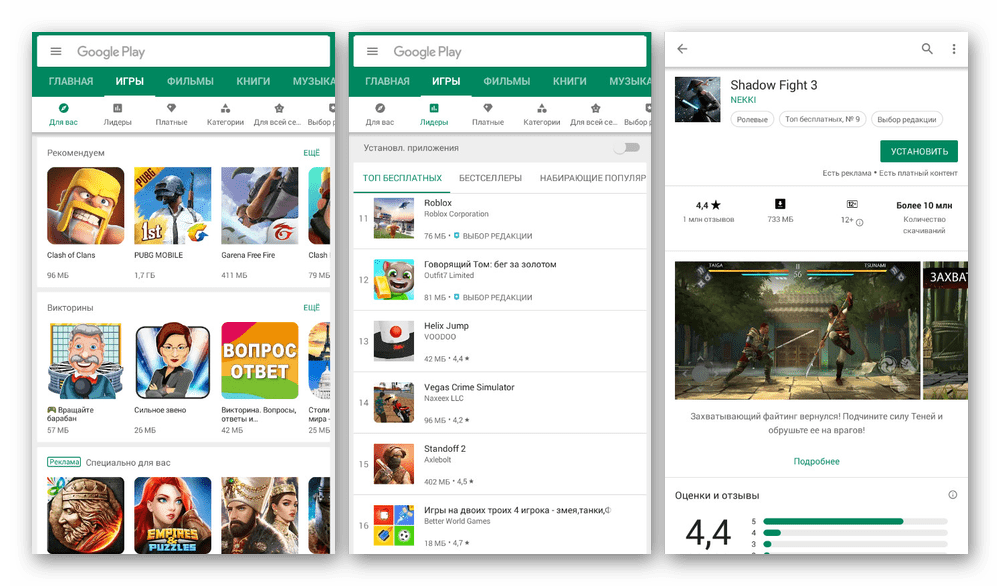 Google Play
ГЛАВНАЯ ИГРЫ ФИЛЬМЫ КНИГИ МУЗЫКА
Для вас Лидеры Платные Категории Для всей се... Выбор р
Рекомендуем ЕЩЁ
PUBG
1st
Clash of Clans PUBG MOBILE Garena Free Fire Clash
96 МБ 1,7 ГБ 411 МБ 79 МБ
Викторины ЕЩЁ
ВОПРОС
ОТВЕТ
Вращайте Сильное звено Викторина. Вопросы, Столи
барабан ответы и... мира -
57 МБ 26 МБ 42 МБ 25 МБ
Реклама Специально для вас
EMPIRES
& PUZZLES
Google Play
ГЛАВНАЯ ИГРЫ ФИЛЬМЫ КНИГИ МУЗЫКА
Для вас Лидеры Платные Категории Для всей се... Выбор р
Установл. приложения
ТОП БЕСПЛАТНЫХ БЕСТСЕЛЛЕРЫ НАБИРАЮЩИЕ ПОПУЛЯР
11 Roblox
Roblox Corporation
76 МБ • ВЫБОР РЕДАКЦИИ
12 Говорящий Том: бег за золотом
Outfit7 Limited
81 МБ • ВЫБОР РЕДАКЦИИ
13 Helix Jump
VOODOO
42 МБ • 4,4 ★
14 Vegas Crime Simulator
Naxeex LLC
96 МБ • 4,2 ★
15 Standoff 2
Axlebolt
402 МБ • 4,5 ★
16 Игры на двоих троих 4 игрока - змея,танки,
Better World Games
18 МБ • 4,7 ★
Shadow Fight 3
NEKKI
Ролевые Топ бесплатных, № 9 Выбор редакции
УСТАНОВИТЬ
Есть реклама • Есть платный контент
4,4 ★ 12+ Более 10 млн
1 млн отзывов 733 МБ 12+ Количество
скачиваний
TAIGA 56 TSUNAMI
ЗАХВАТ
Захватывающий файтинг вернулся! Подчините силу Теней и
обрушьте ее на врагов!
Подробнее
Оценки и отзывы
4,4
5
4
3